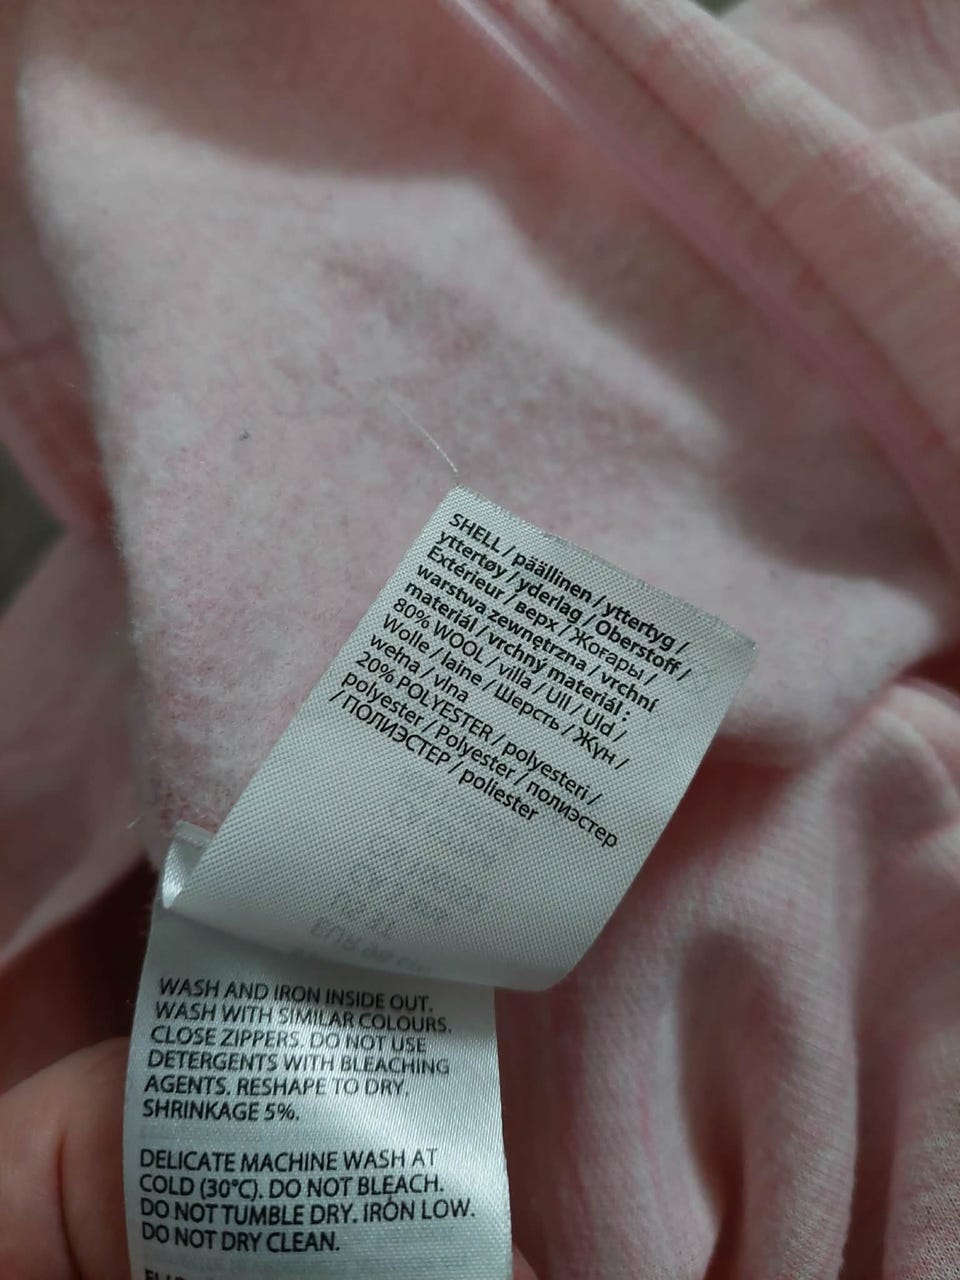 SHELL / päällinen / yttertyg /
yttertøy / yderlag / Oberstoff /
Extérieur / верх / Жоғары /
warstwa zewnętrzna / vrchní
materiál / vrchný materiál :
80% WOOL / villa / Ull / Uld /
Wolle / laine / Шерсть / Жүн /
wełna / vlna
20% POLYESTER / polyesteri /
polyester / Polyester / полиэстер
/ ПОЛИЭСТЕР / poliester
WASH AND IRON INSIDE OUT.
WASH WITH SIMILAR COLOURS.
CLOSE ZIPPERS. DO NOT USE
DETERGENTS WITH BLEACHING
AGENTS. RESHAPE TO DRY.
SHRINKAGE 5%.
DELICATE MACHINE WASH AT
COLD (30°C). DO NOT BLEACH.
DO NOT TUMBLE DRY. IRON LOW.
DO NOT DRY CLEAN.